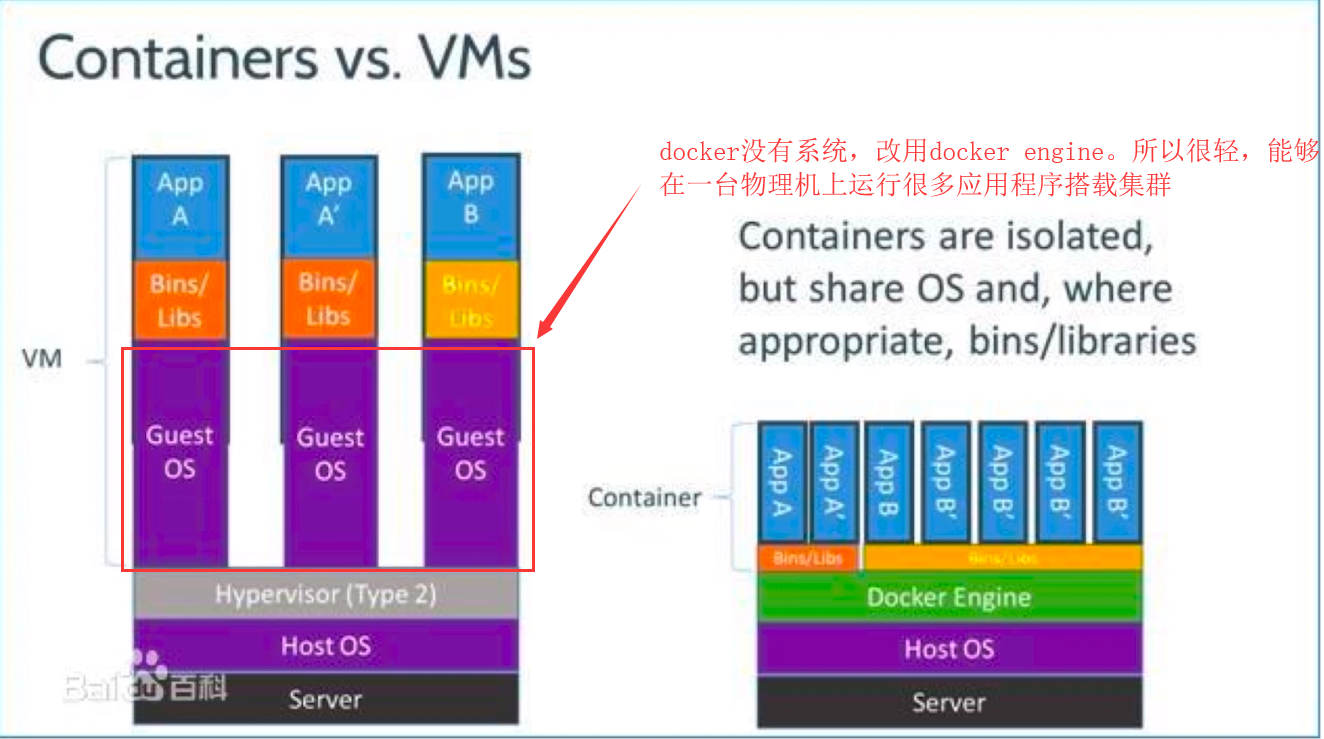 Containers vs. VMs
docker没有系统，改用docker engine。所以很轻，能够
在一台物理机上运行很多应用程序搭载集群
App
A
App
A′
App
B
Bins/
Libs
Bins/
Libs
Bins/
Libs
VM
Guest
OS
Guest
OS
Guest
OS
Hypervisor (Type 2)
Host OS
Server
Baidu百科
Containers are isolated,
but share OS and, where
appropriate, bins/libraries
Container
App A
App A′
App B
App B′
App B′
App B′
App B′
Bins/Libs
Bins/Libs
Docker Engine
Host OS
Server